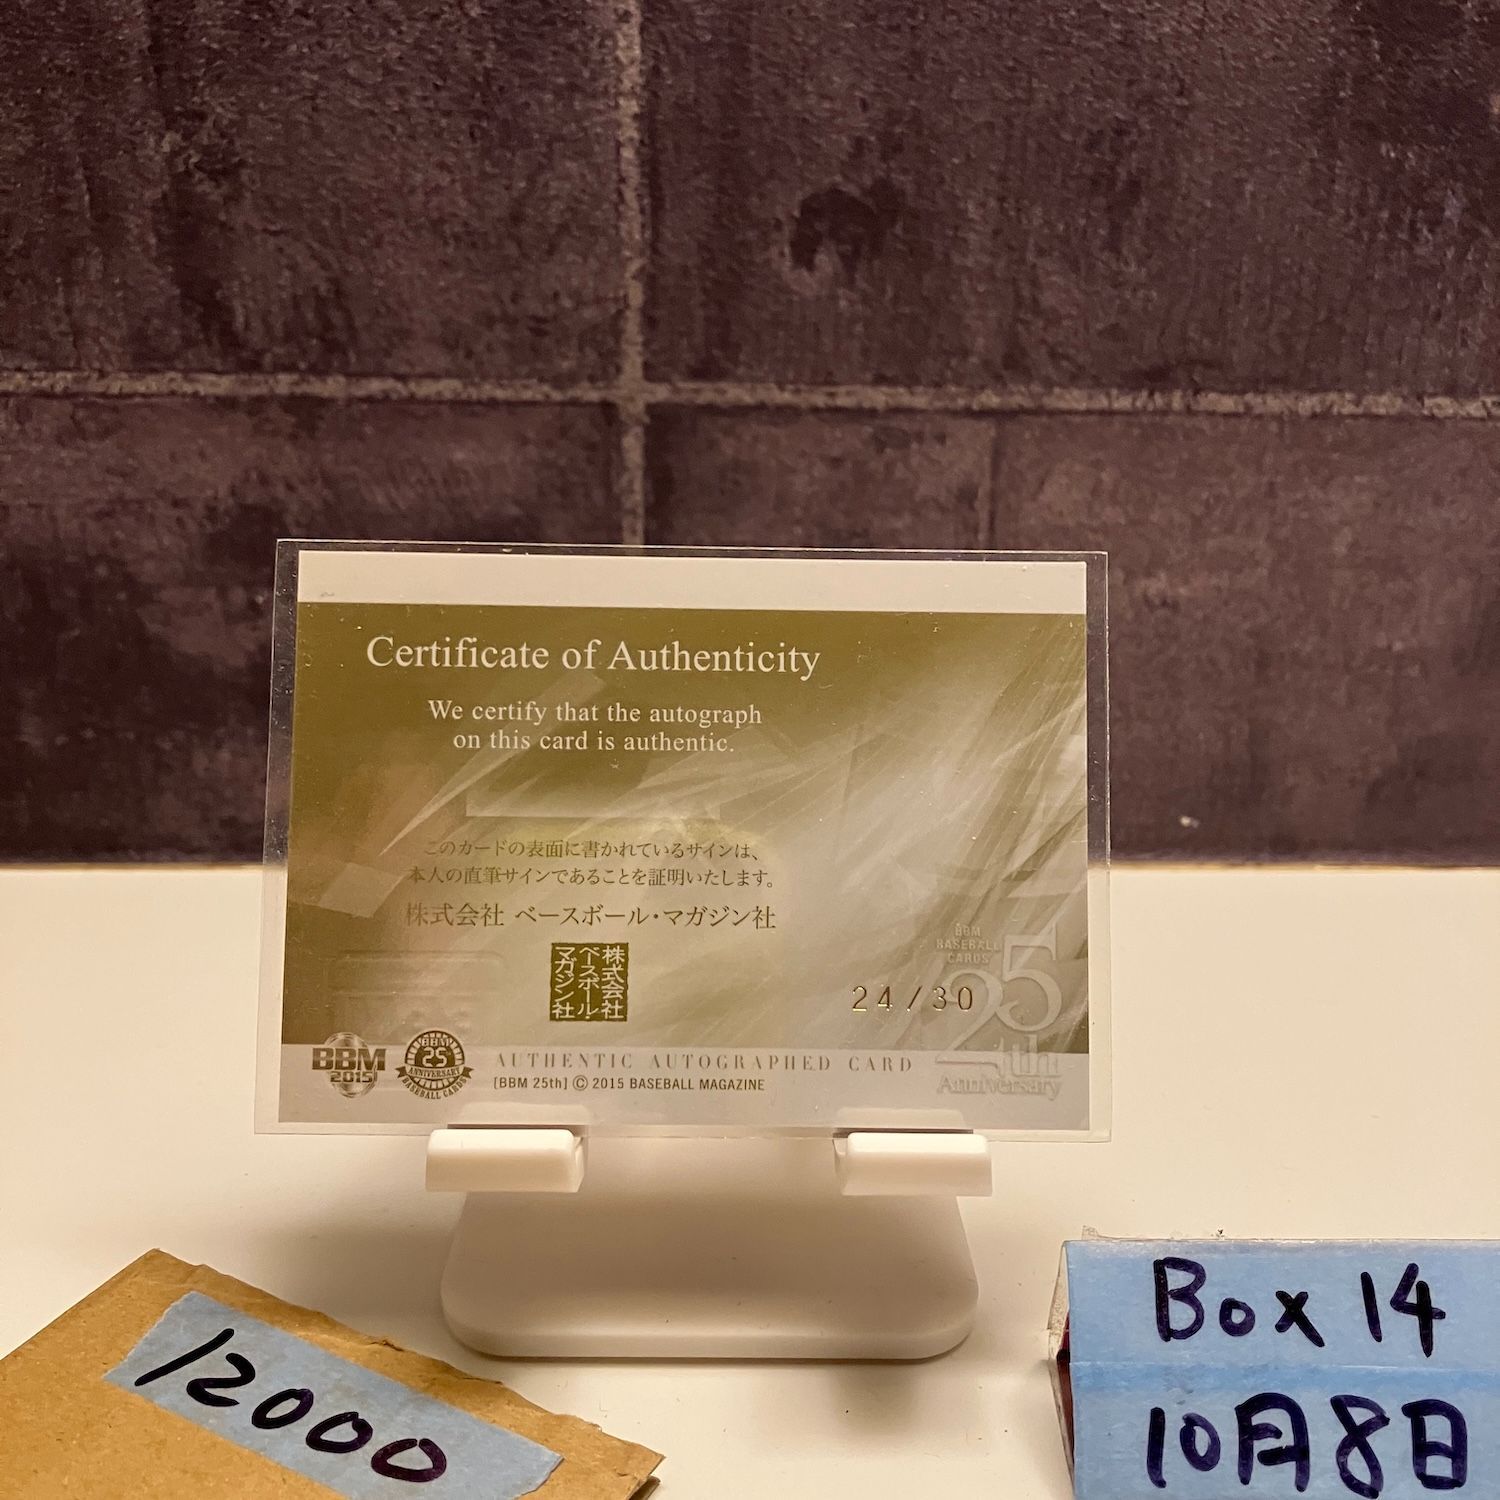 Certificate of Authenticity
We certify that the autograph
on this card is authentic.
このカードの表面に書かれているサインは、
本人の直筆サインであることを証明いたします。
株式会社 ベースボール・マガジン社
株式会社
ベースボール・
マガジン社
BBM
BASEBALL
CARDS
25th
Anniversary
24/30
BBM
2015
BBM
25
ANNIVERSARY
BASEBALL CARDS
AUTHENTIC AUTOGRAPHED CARD
[BBM 25th] © 2015 BASEBALL MAGAZINE
12000
Box 14
10月8日